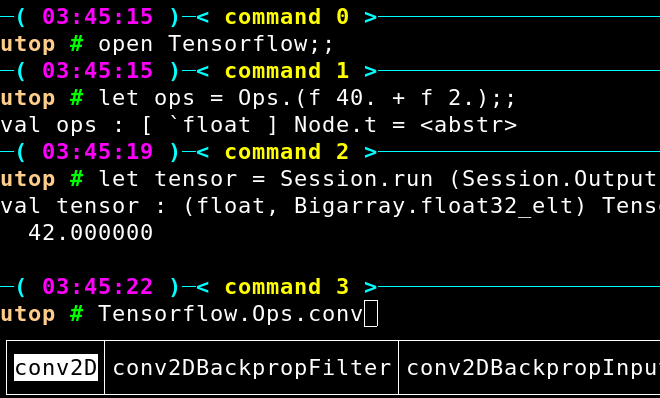 ( 03:45:15 )─< command 0 >
utop # open Tensorflow;;
( 03:45:15 )─< command 1 >
utop # let ops = Ops.(f 40. + f 2.);;
val ops : [ `float ] Node.t = <abstr>
( 03:45:19 )─< command 2 >
utop # let tensor = Session.run (Session.Output
val tensor : (float, Bigarray.float32_elt) Tens
42.000000
( 03:45:22 )─< command 3 >
utop # Tensorflow.Ops.conv
conv2D conv2DBackpropFilter conv2DBackpropInpu